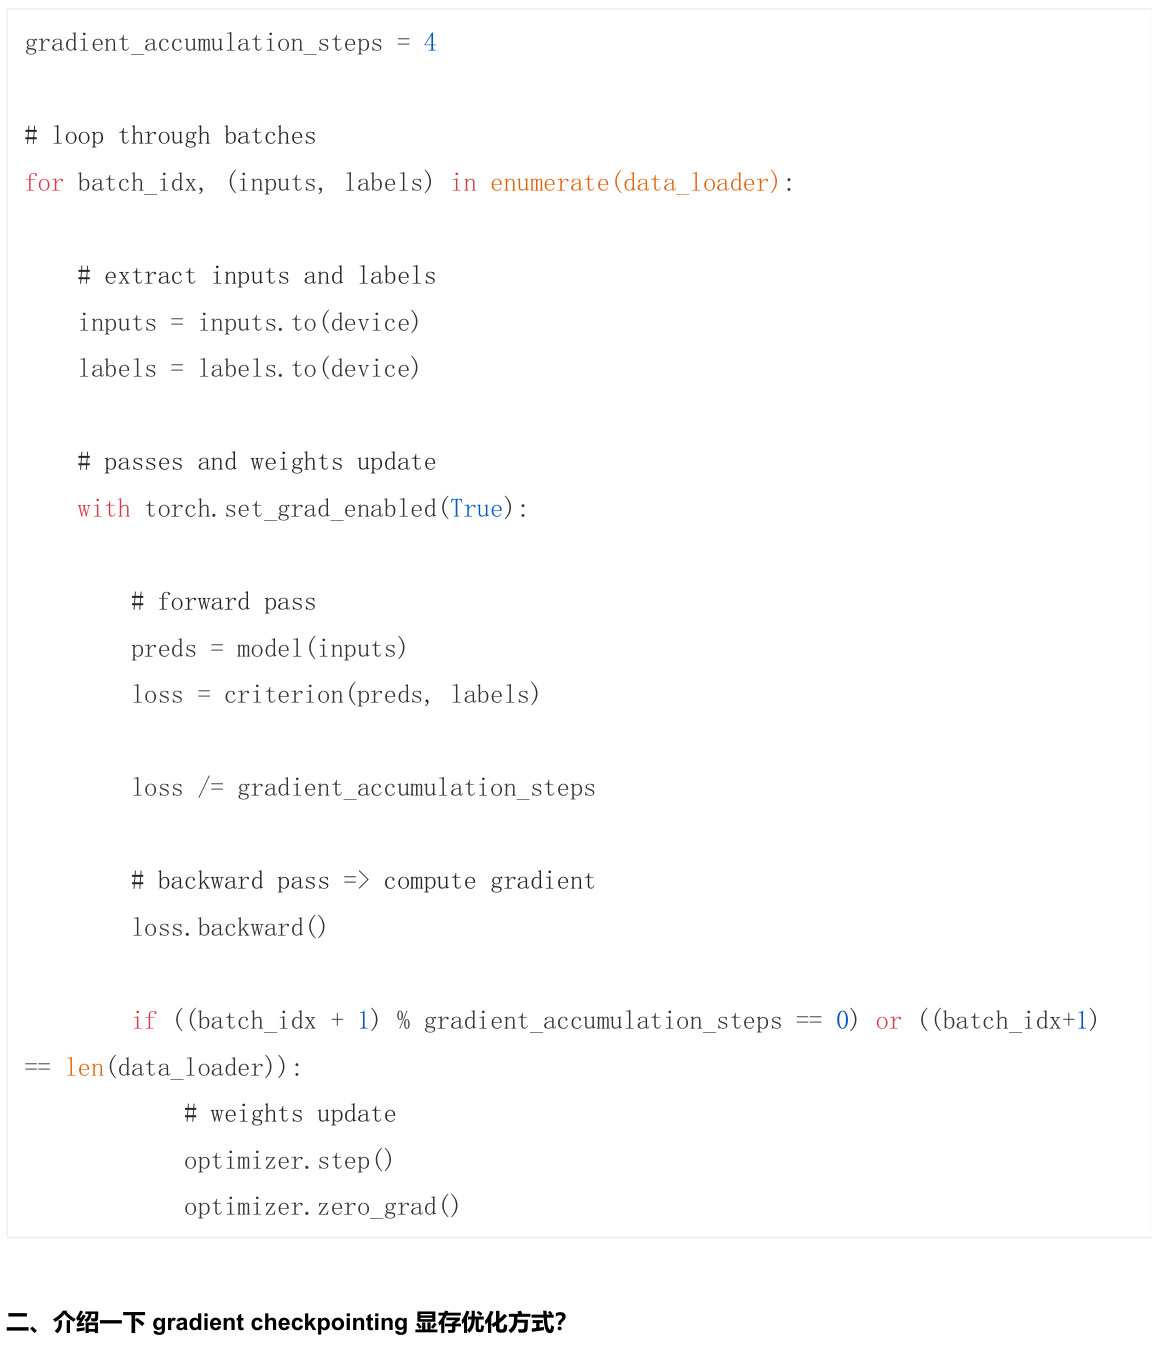 gradient_accumulation_steps = 4
# loop through batches
for batch_idx, (inputs, labels) in enumerate(data_loader):
# extract inputs and labels
inputs = inputs.to(device)
labels = labels.to(device)
# passes and weights update
with torch.set_grad_enabled(True):
# forward pass
preds = model(inputs)
loss = criterion(preds, labels)
loss /= gradient_accumulation_steps
# backward pass => compute gradient
loss.backward()
if ((batch_idx + 1) % gradient_accumulation_steps == 0) or ((batch_idx+1)
== len(data_loader)):
# weights update
optimizer.step()
optimizer.zero_grad()
二、介绍一下 gradient checkpointing 显存优化方式?